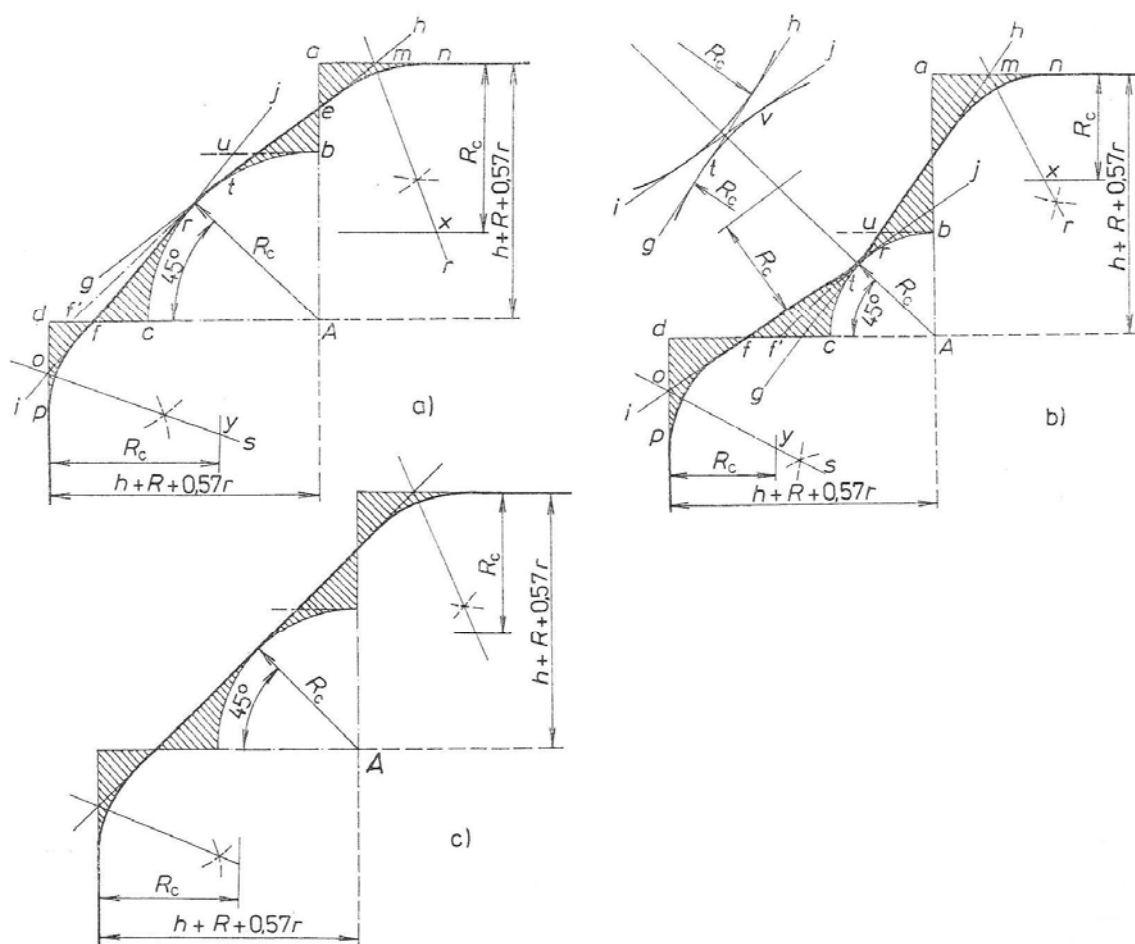 h
a
m
n
j
e
u
b
t
R_c
h+R+0,57r
r
R_c
x
r
g
45°
d
f'
f
c
A
o
i
p
y
s
R_c
h+R+0,57r
a)
h
R_c
j
v
t
i
R_c
g
R_c
h
a
m
n
R_c
j
x
h+R+0,57r
r
u
b
r
t
R_c
45°
d
f
f'
c
A
o
g
i
p
y
s
R_c
h+R+0,57r
b)
R_c
h+R+0,57r
R_c
45°
A
R_c
h+R+0,57r
c)